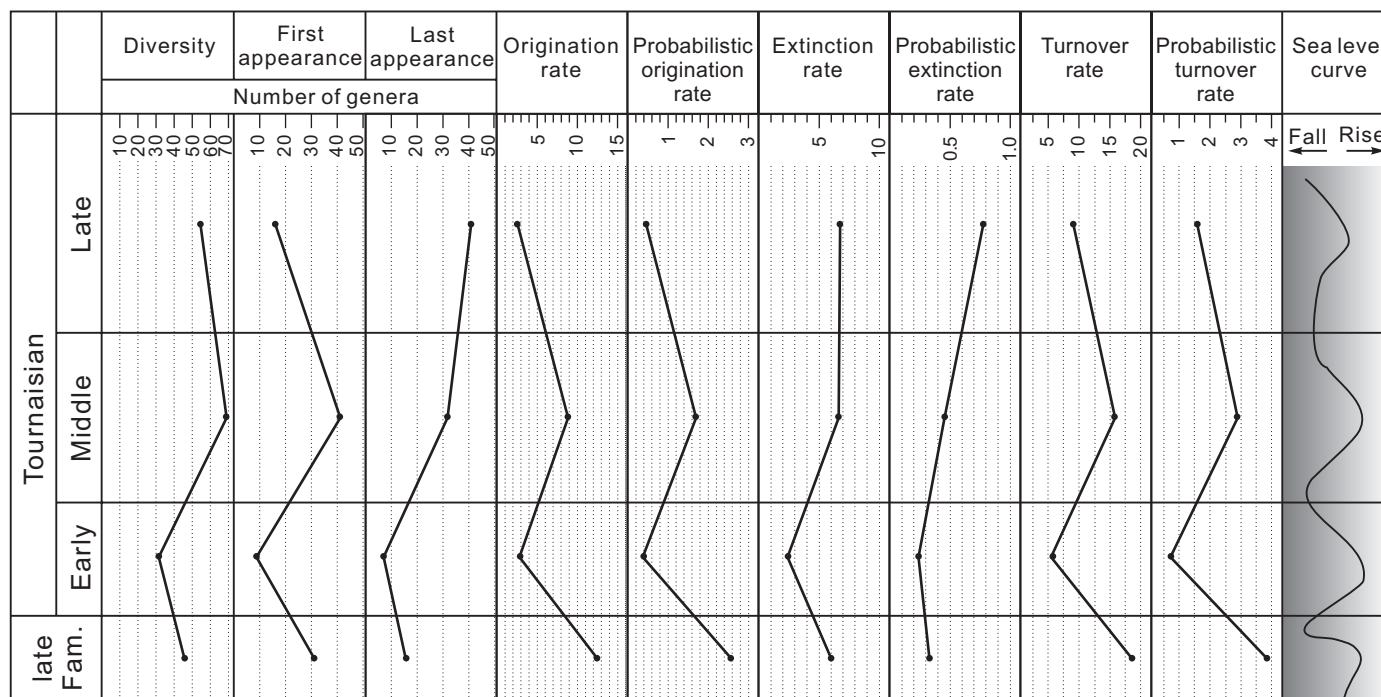 Diversity
First
appearance
Last
appearance
Number of genera
Origination
rate
Probabilistic
origination
rate
Extinction
rate
Probabilistic
extinction
rate
Turnover
rate
Probabilistic
turnover
rate
Sea level
curve
10 20 30 40 50 60 70
10 20 30 40 50
10 20 30 40 50
5 10 15
1 2 3
5 10
0.5 1.0
5 10 15 20
1 2 3 4
Fall Rise
Tournaisian
Late
Middle
Early
late
Fam.